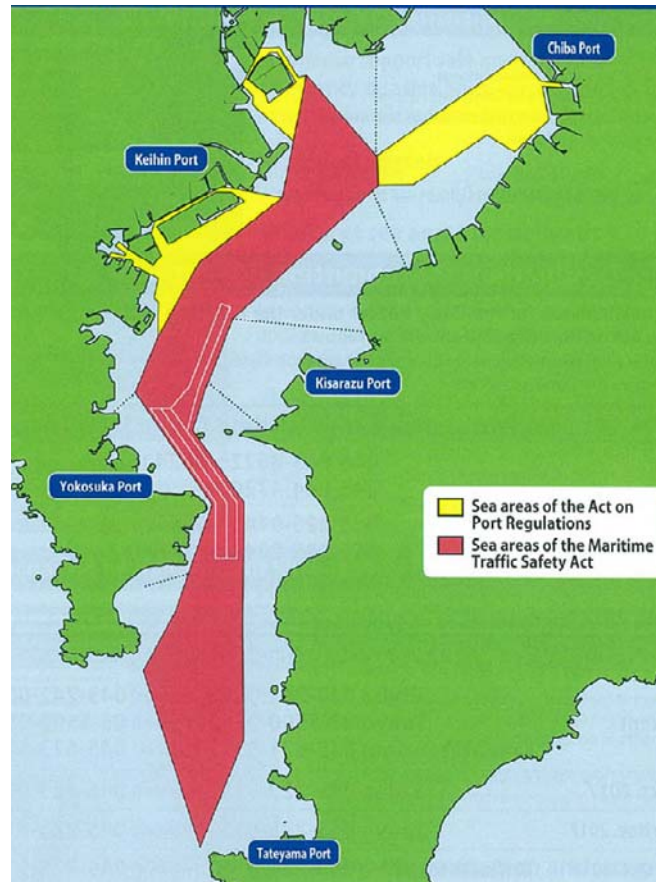 Chiba Port
Keihin Port
Kisarazu Port
Yokosuka Port
Sea areas of the Act on
Port Regulations
Sea areas of the Maritime
Traffic Safety Act
Tateyama Port